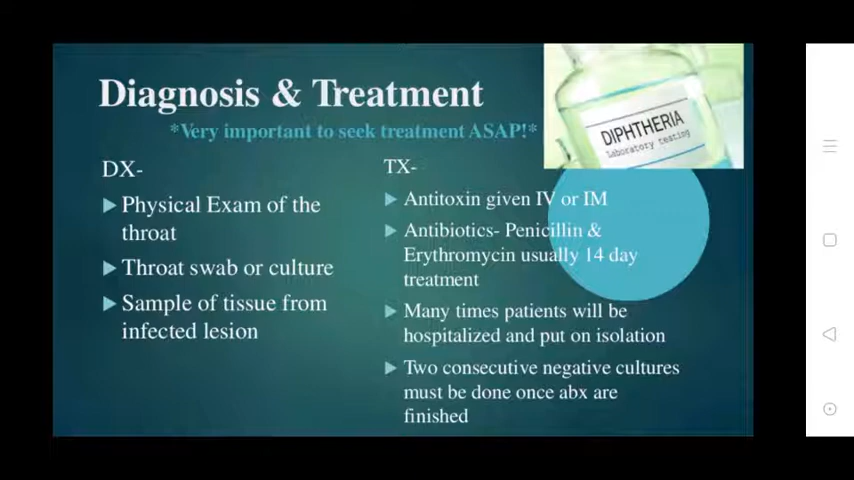 Diagnosis & Treatment
*Very important to seek treatment ASAP!*
DX-
Physical Exam of the
throat
Throat swab or culture
Sample of tissue from
infected lesion
TX-
Antitoxin given IV or IM
Antibiotics- Penicillin &
Erythromycin usually 14 day
treatment
Many times patients will be
hospitalized and put on isolation
Two consecutive negative cultures
must be done once abx are
finished
DIPHTHERIA
Laboratory testing